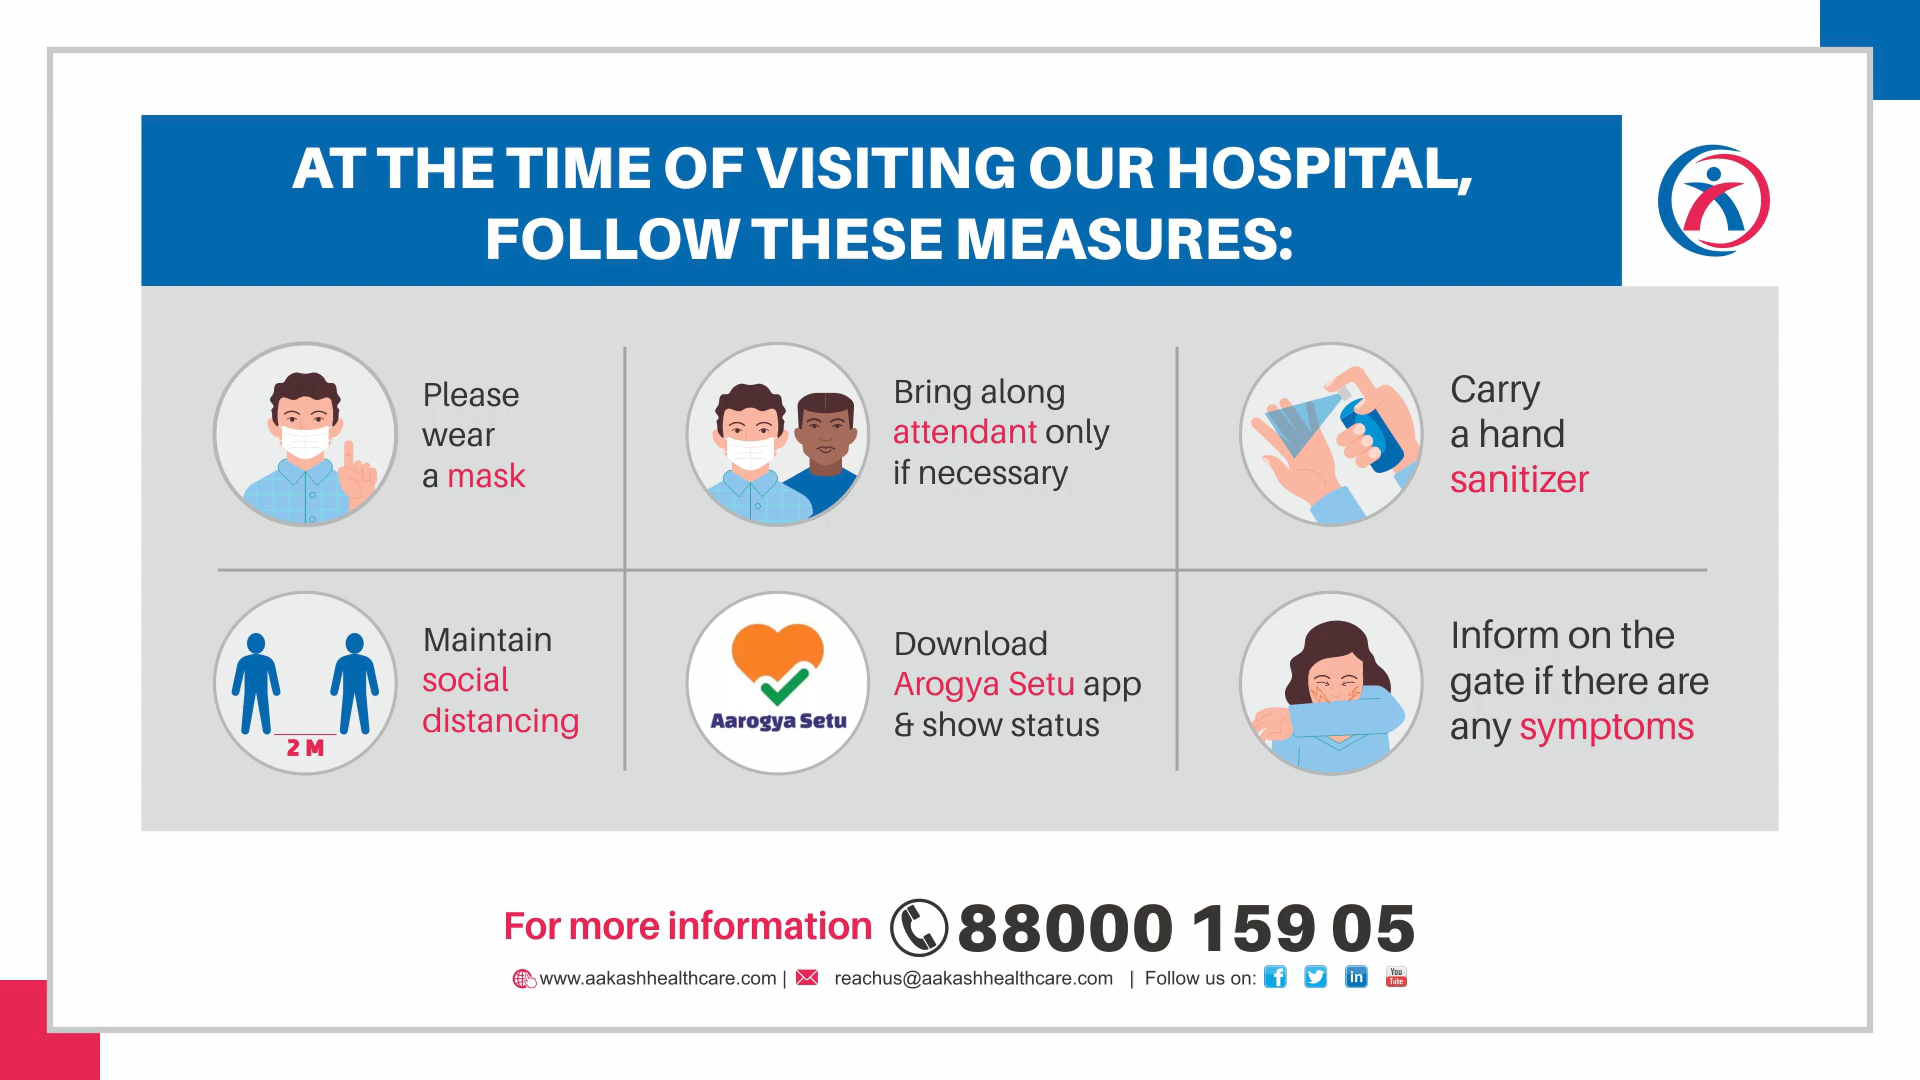 AT THE TIME OF VISITING OUR HOSPITAL,
FOLLOW THESE MEASURES:
Please
wear
a mask
Bring along
attendant only
if necessary
Carry
a hand
sanitizer
Maintain
social
distancing
2 M
Aarogya Setu
Download
Arogya Setu app
& show status
Inform on the
gate if there are
any symptoms
For more information 88000 159 05
www.aakashhealthcare.com | reachus@aakashhealthcare.com | Follow us on: f in You Tube